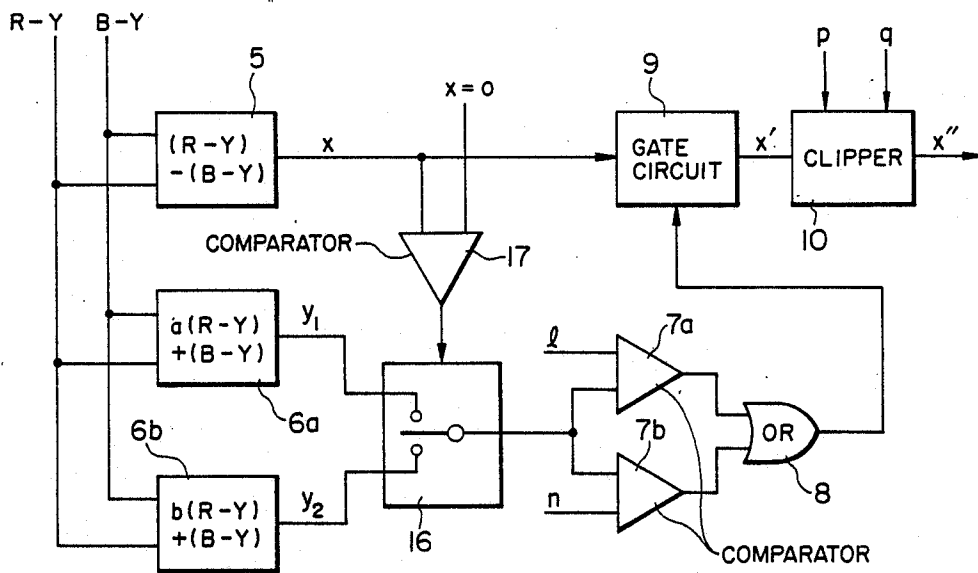 R-Y B-Y
5
(R-Y)
-(B-Y)
x
x=0
9
GATE
CIRCUIT
x'
p
q
CLIPPER
10
x"
COMPARATOR
17
a(R-Y)
+(B-Y)
6a
y1
6b
b(R-Y)
+(B-Y)
y2
16
l
7a
7b
n
OR
8
COMPARATOR